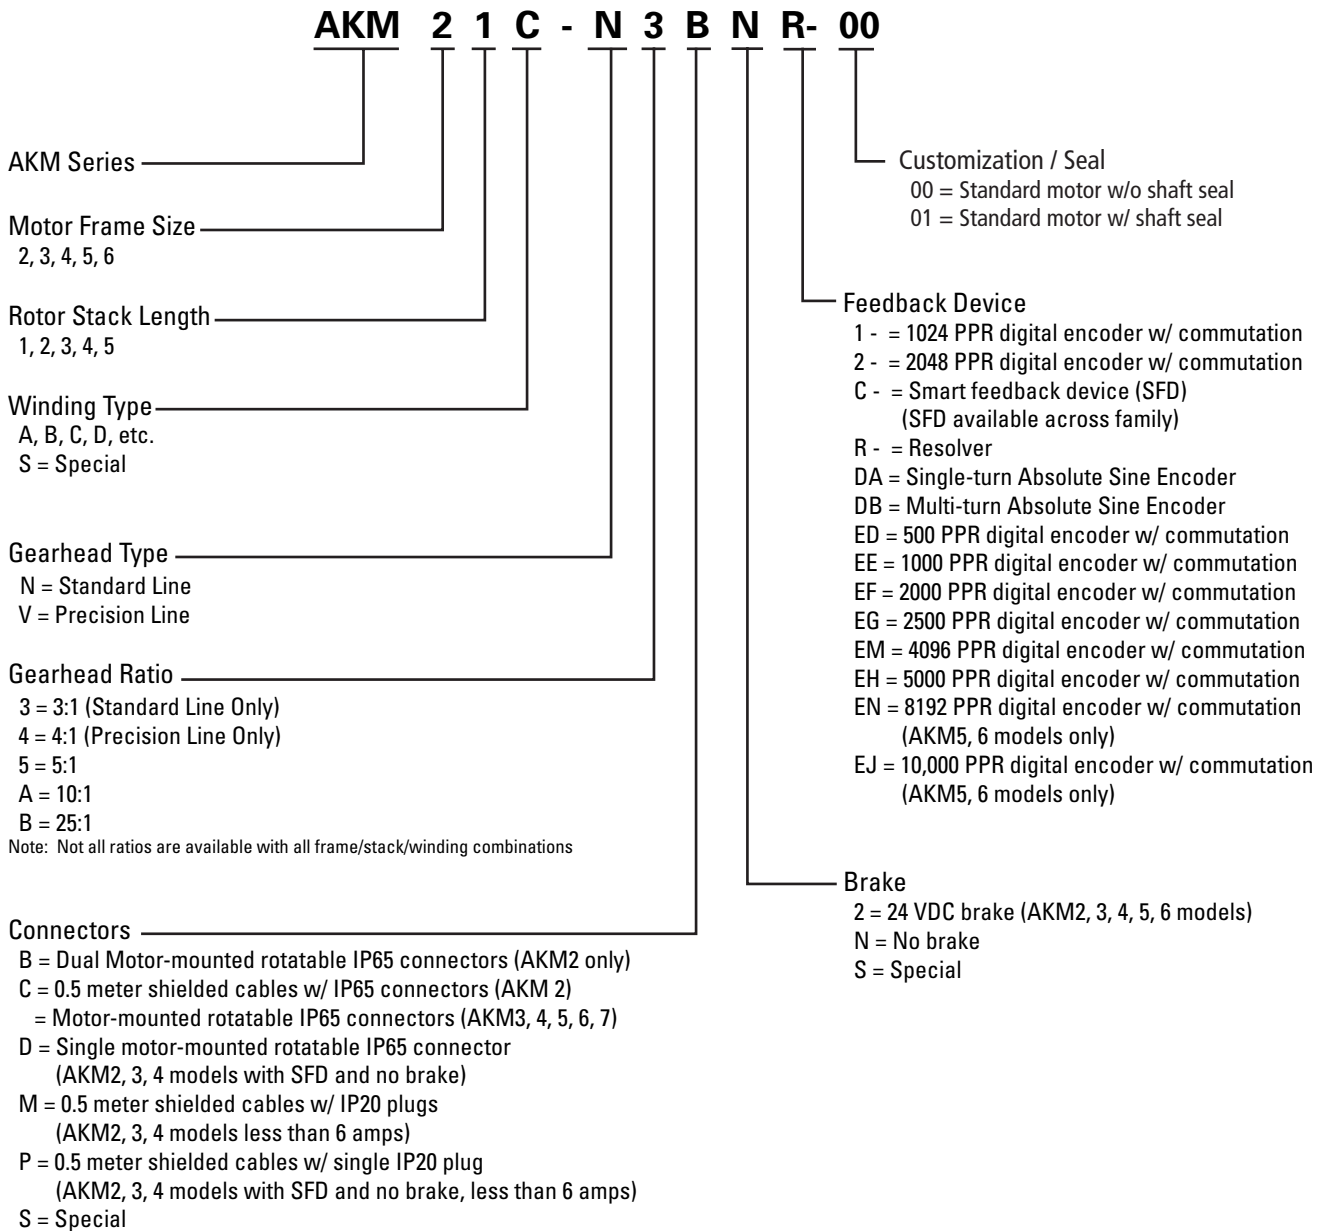 AKM 2 1 C - N 3 B N R- 00
AKM Series
Motor Frame Size
2, 3, 4, 5, 6
Rotor Stack Length
1, 2, 3, 4, 5
Winding Type
A, B, C, D, etc.
S = Special
Gearhead Type
N = Standard Line
V = Precision Line
Gearhead Ratio
3 = 3:1 (Standard Line Only)
4 = 4:1 (Precision Line Only)
5 = 5:1
A = 10:1
B = 25:1
Note: Not all ratios are available with all frame/stack/winding combinations
Connectors
B = Dual Motor-mounted rotatable IP65 connectors (AKM2 only)
C = 0.5 meter shielded cables w/ IP65 connectors (AKM 2)
= Motor-mounted rotatable IP65 connectors (AKM3, 4, 5, 6, 7)
D = Single motor-mounted rotatable IP65 connector
(AKM2, 3, 4 models with SFD and no brake)
M = 0.5 meter shielded cables w/ IP20 plugs
(AKM2, 3, 4 models less than 6 amps)
P = 0.5 meter shielded cables w/ single IP20 plug
(AKM2, 3, 4 models with SFD and no brake, less than 6 amps)
S = Special
Customization / Seal
00 = Standard motor w/o shaft seal
01 = Standard motor w/ shaft seal
Feedback Device
1 - = 1024 PPR digital encoder w/ commutation
2 - = 2048 PPR digital encoder w/ commutation
C - = Smart feedback device (SFD)
(SFD available across family)
R - = Resolver
DA = Single-turn Absolute Sine Encoder
DB = Multi-turn Absolute Sine Encoder
ED = 500 PPR digital encoder w/ commutation
EE = 1000 PPR digital encoder w/ commutation
EF = 2000 PPR digital encoder w/ commutation
EG = 2500 PPR digital encoder w/ commutation
EM = 4096 PPR digital encoder w/ commutation
EH = 5000 PPR digital encoder w/ commutation
EN = 8192 PPR digital encoder w/ commutation
(AKM5, 6 models only)
EJ = 10,000 PPR digital encoder w/ commutation
(AKM5, 6 models only)
Brake
2 = 24 VDC brake (AKM2, 3, 4, 5, 6 models)
N = No brake
S = Special